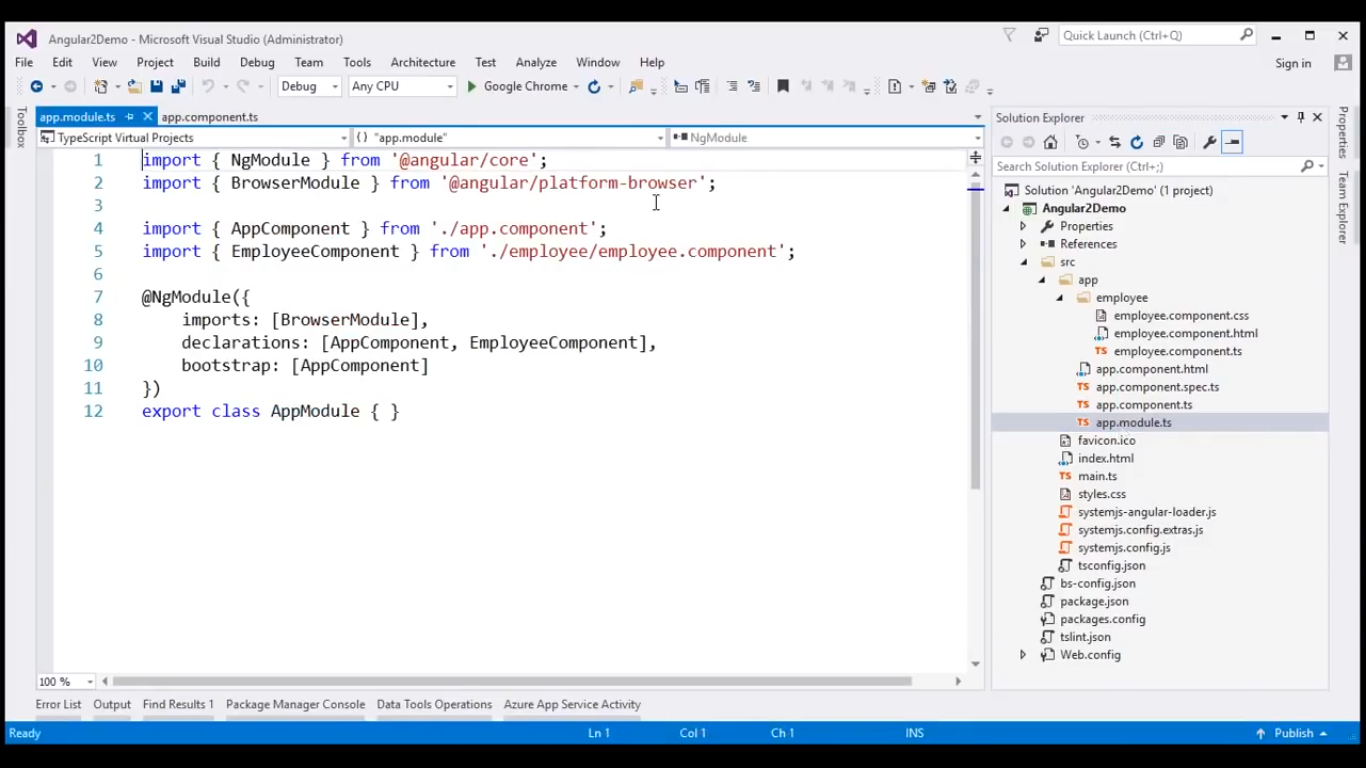 Angular2Demo - Microsoft Visual Studio (Administrator)
Quick Launch (Ctrl+Q)
File Edit View Project Build Debug Team Tools Architecture Test Analyze Window Help
Sign in
Debug Any CPU Google Chrome
Toolbox
app.module.ts app.component.ts
TypeScript Virtual Projects {} "app.module" NgModule
1 import { NgModule } from '@angular/core';
2 import { BrowserModule } from '@angular/platform-browser';
3
4 import { AppComponent } from './app.component';
5 import { EmployeeComponent } from './employee/employee.component';
6
7 @NgModule({
8 imports: [BrowserModule],
9 declarations: [AppComponent, EmployeeComponent],
10 bootstrap: [AppComponent]
11 })
12 export class AppModule { }
100 %
Solution Explorer
Search Solution Explorer (Ctrl+;)
Solution 'Angular2Demo' (1 project)
Angular2Demo
Properties
References
src
app
employee
employee.component.css
employee.component.html
TS employee.component.ts
app.component.html
TS app.component.spec.ts
TS app.component.ts
TS app.module.ts
favicon.ico
index.html
TS main.ts
styles.css
systemjs-angular-loader.js
systemjs.config.extras.js
systemjs.config.js
tsconfig.json
bs-config.json
package.json
packages.config
tslint.json
Web.config
Properties
Team Explorer
Error List Output Find Results 1 Package Manager Console Data Tools Operations Azure App Service Activity
Ready Ln 1 Col 1 Ch 1 INS Publish